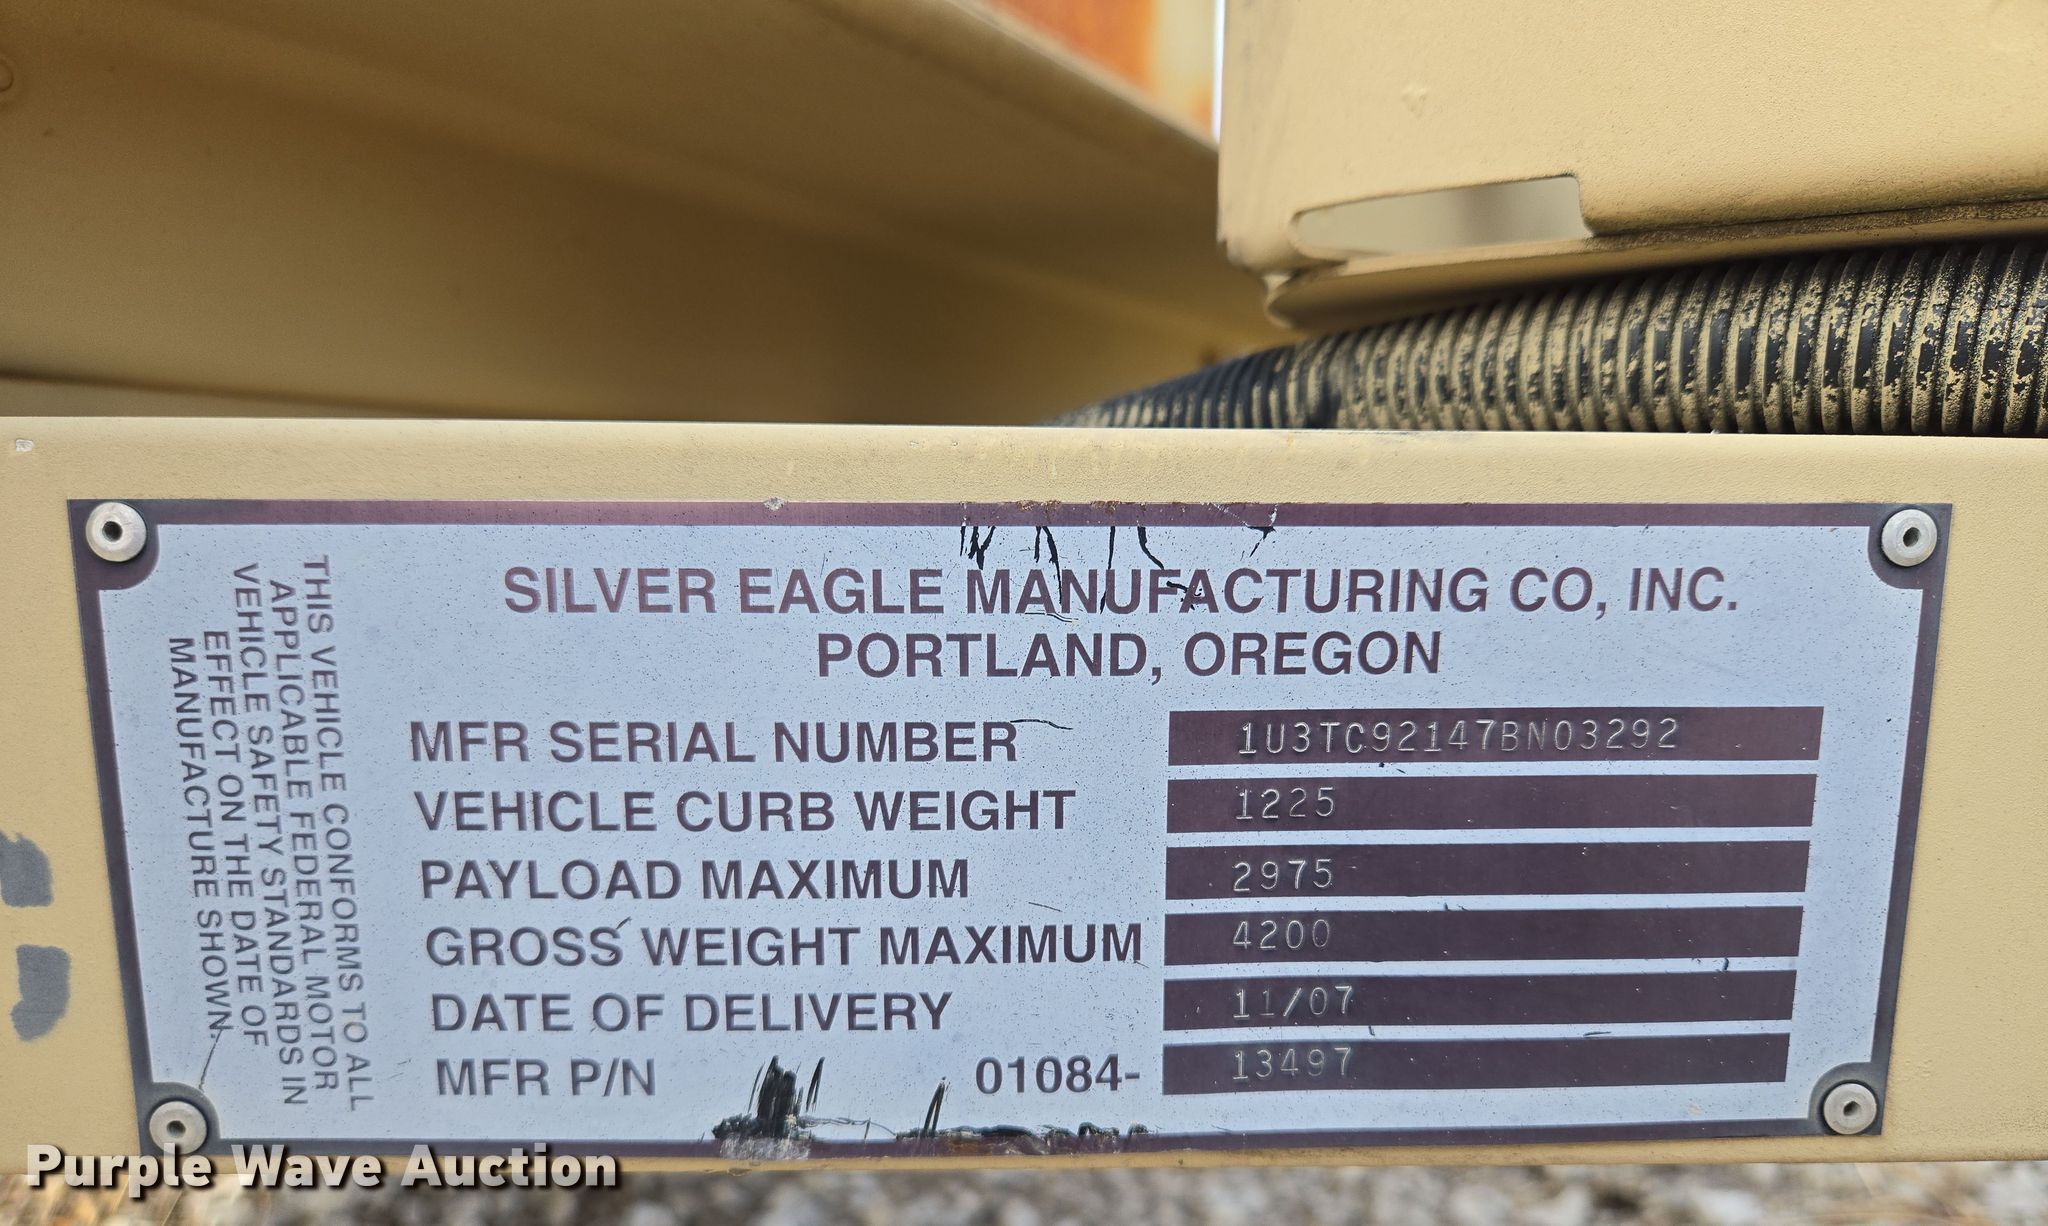 SILVER EAGLE MANUFACTURING CO, INC.
PORTLAND, OREGON
MFR SERIAL NUMBER 1U3TC92147BN03292
VEHICLE CURB WEIGHT 1225
PAYLOAD MAXIMUM 2975
GROSS WEIGHT MAXIMUM 4200
DATE OF DELIVERY 11/07
MFR P/N 01084- 13497
THIS VEHICLE CONFORMS TO ALL
APPLICABLE FEDERAL MOTOR
VEHICLE SAFETY STANDARDS IN
EFFECT ON THE DATE OF
MANUFACTURE SHOWN.
Purple Wave Auction